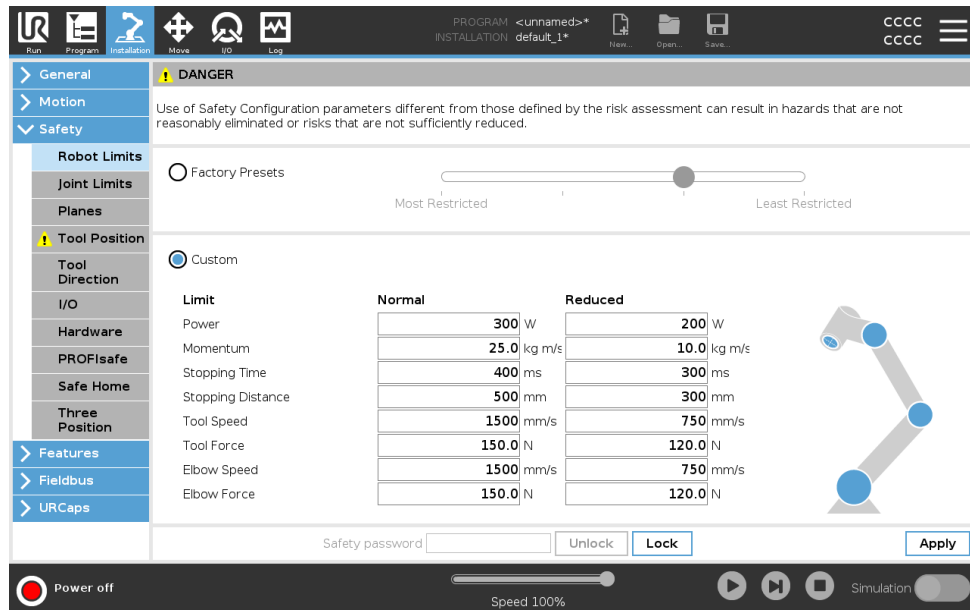 PROGRAM <unnamed>*
INSTALLATION default_1*
CCCC
CCCC
Run
Program
Installation
Move
I/O
Log
New...
Open...
Save...
General
Motion
Safety
Robot Limits
Joint Limits
Planes
Tool Position
Tool
Direction
I/O
Hardware
PROFIsafe
Safe Home
Three
Position
Features
Fieldbus
URCaps
DANGER
Use of Safety Configuration parameters different from those defined by the risk assessment can result in hazards that are not
reasonably eliminated or risks that are not sufficiently reduced.
Factory Presets
Most Restricted Least Restricted
Custom
Limit Normal Reduced
Power 300 W 200 W
Momentum 25.0 kg m/s 10.0 kg m/s
Stopping Time 400 ms 300 ms
Stopping Distance 500 mm 300 mm
Tool Speed 1500 mm/s 750 mm/s
Tool Force 150.0 N 120.0 N
Elbow Speed 1500 mm/s 750 mm/s
Elbow Force 150.0 N 120.0 N
Safety password Unlock Lock Apply
Power off
Speed 100%
Simulation